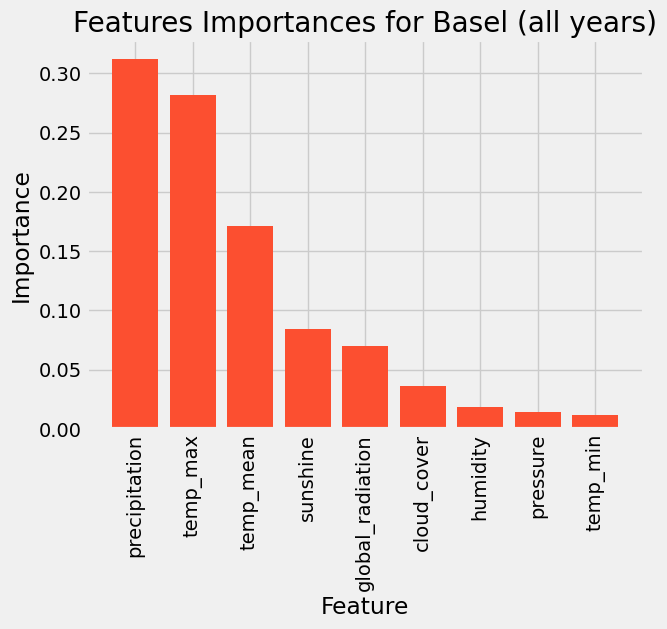 Features Importances for Basel (all years)
0.30
0.25
0.20
0.15
0.10
0.05
0.00
Importance
precipitation
temp_max
temp_mean
sunshine
global_radiation
cloud_cover
humidity
pressure
temp_min
Feature